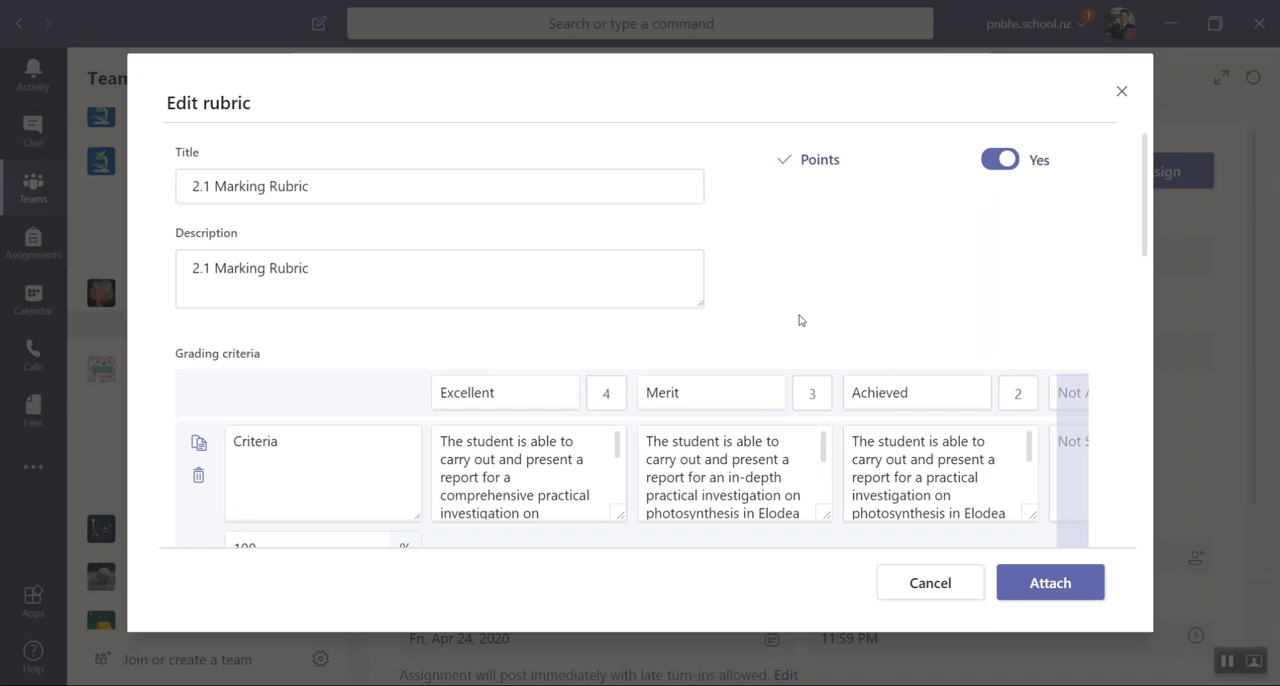 Search or type a command
pnbhs.school.nz
1
Activity
Chat
Teams
Assignments
Calendar
Calls
Files
Apps
Help
Team
Edit rubric
Title
2.1 Marking Rubric
Points
Yes
sign
Description
2.1 Marking Rubric
Grading criteria
Excellent
4
Merit
3
Achieved
2
Not
Criteria
The student is able to
carry out and present a
report for a
comprehensive practical
investigation on
The student is able to
carry out and present a
report for an in-depth
practical investigation on
photosynthesis in Elodea
The student is able to
carry out and present a
report for a practical
investigation on
photosynthesis in Elodea
Not
100
%
Cancel
Attach
Fri, Apr 24, 2020
11:59 PM
Join or create a team
Assignment will post immediately with late turn-ins allowed. Edit